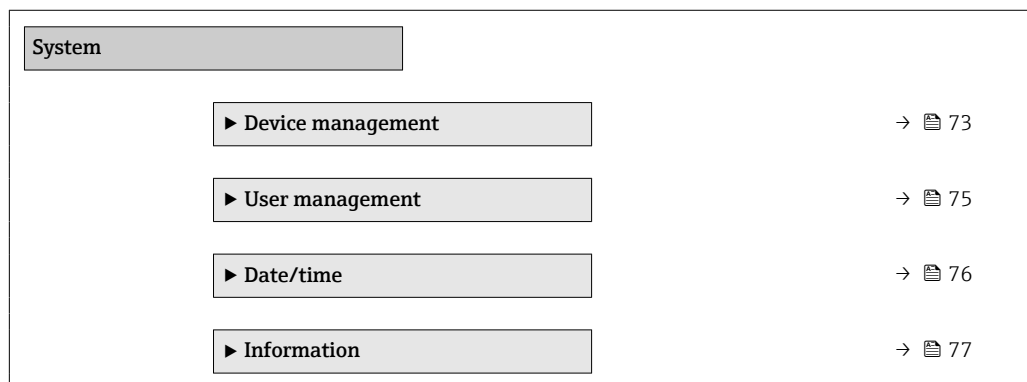 System
▶ Device management → 73
▶ User management → 75
▶ Date/time → 76
▶ Information → 77